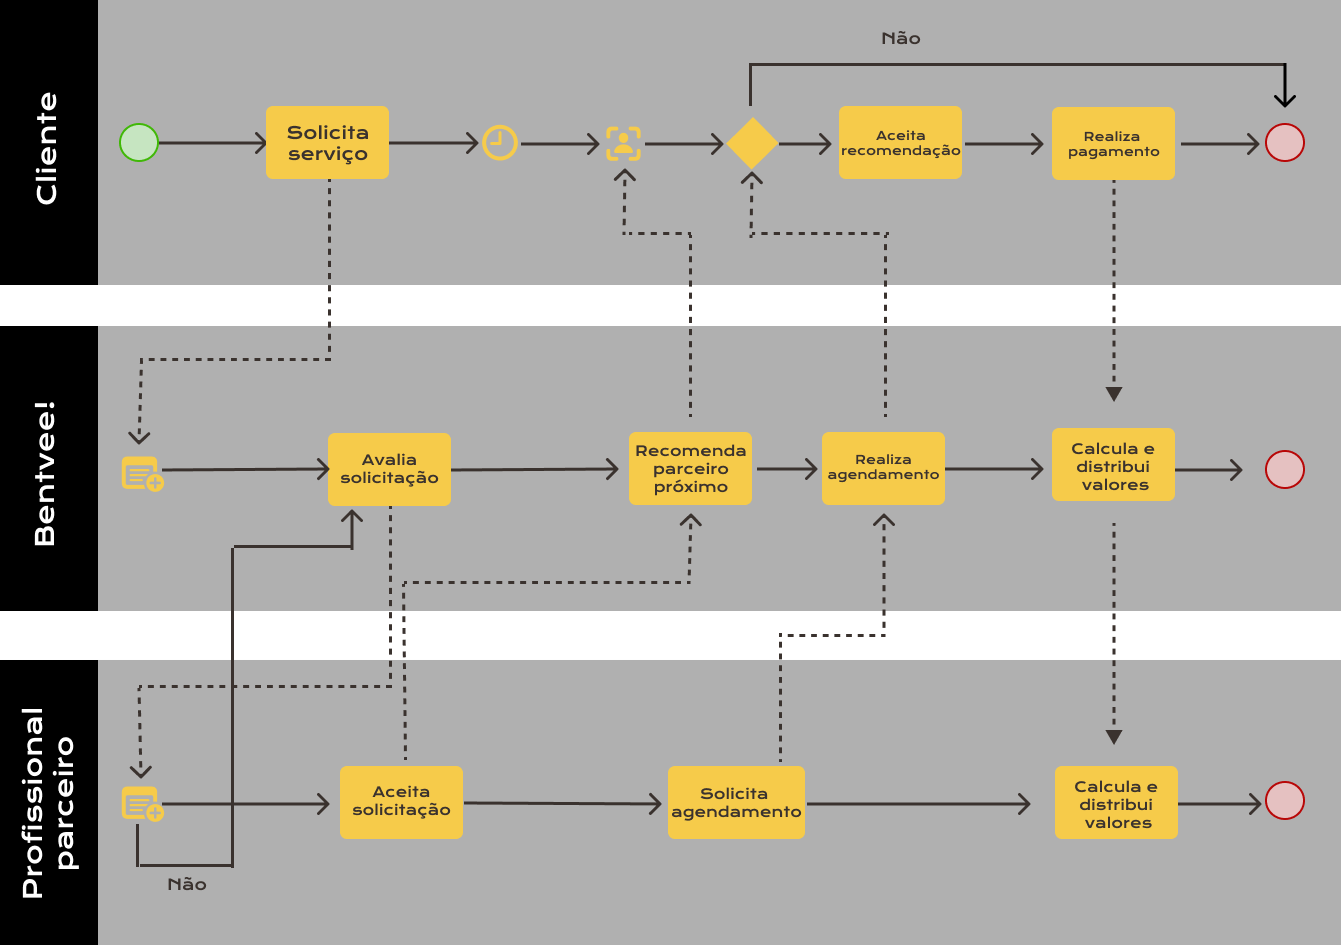 Não
Cliente
Solicita
serviço
Aceita
recomendação
Realiza
pagamento
Bentvee!
Avalia
solicitação
Recomenda
parceiro
próximo
Realiza
agendamento
Calcula e
distribui
valores
Profissional
parceiro
Aceita
solicitação
Solicita
agendamento
Calcula e
distribui
valores
Não